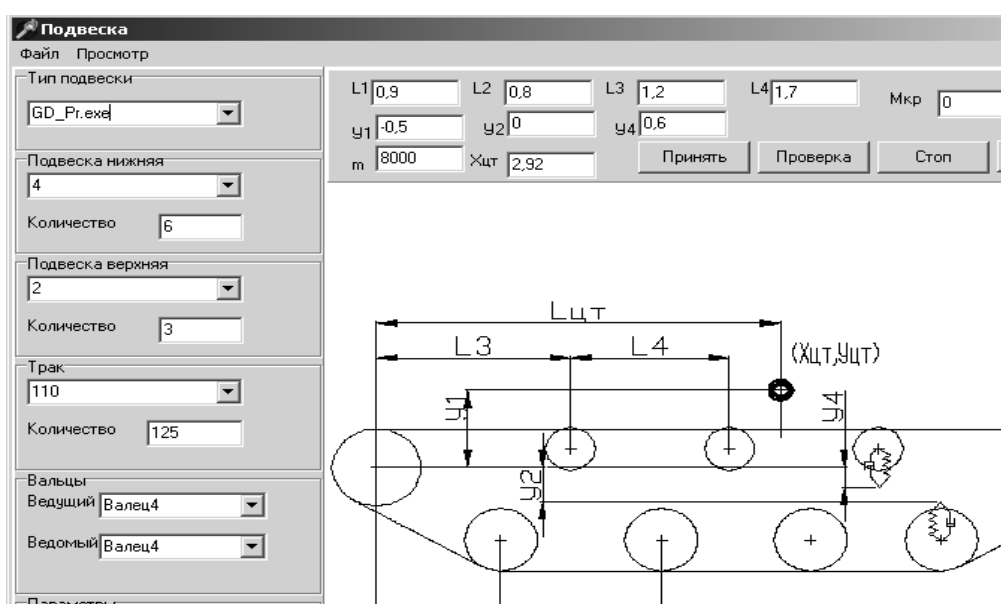 Подвеска
Файл Просмотр
Тип подвески
GD_Pr.exe
Подвеска нижняя
4
Количество 6
Подвеска верхняя
2
Количество 3
Трак
110
Количество 125
Вальцы
Ведущий Валец4
Ведомый Валец4
Параметры
L1 0,9 L2 0,8 L3 1,2 L4 1,7 Мкр 0
y1 -0,5 y2 0 y4 0,6
m 8000 Xцт 2,92 Принять Проверка Стоп
Lцт
L3 L4 (Xцт,Yцт)
y1 y4
y2